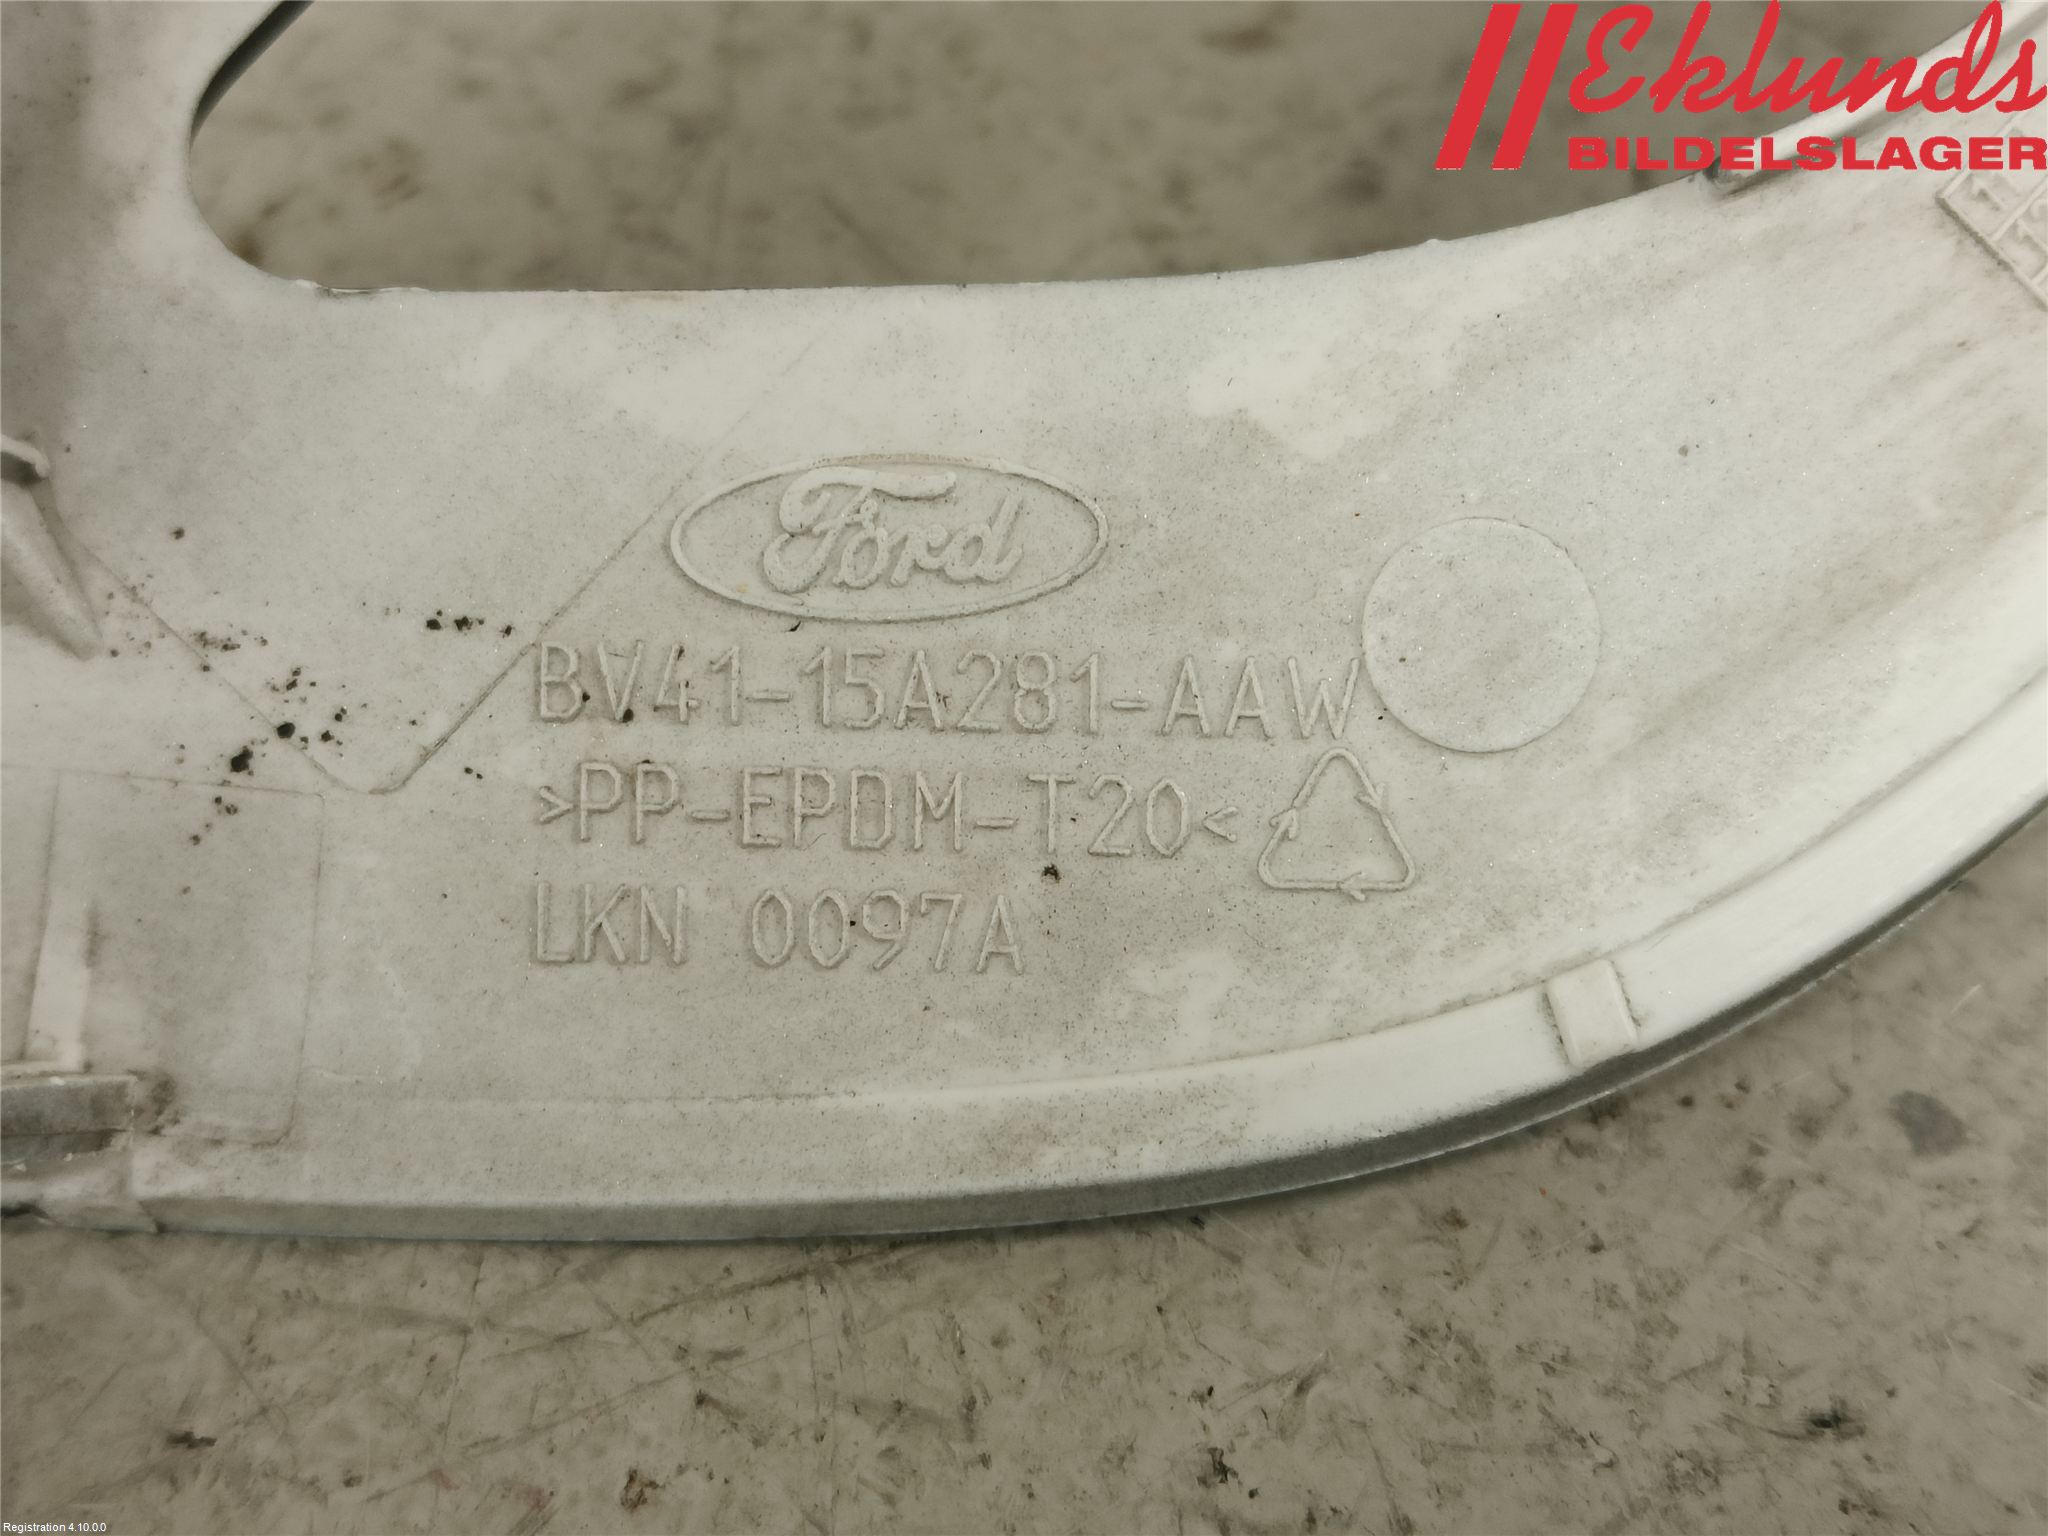 Eklunds
BILDELSLAGER
Ford
BV41-15A281-AAW
>PP-EPDM-T20<
LKN 0097A
Registration 4.10.0.0